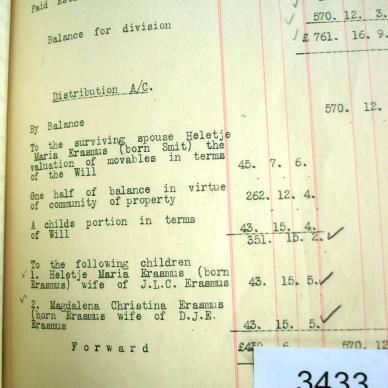 Paid Est
570. 12. 3.
Balance for division £ 761. 16. 9.
Distribution A/C.
570. 12.
By Balance
To the surviving spouse Heletje
Maria Erasmus (born Smit) the
valuation of movables in terms
of the Will 45. 7. 6.
One half of balance in virtue
of community of property 262. 12. 4.
A childs portion in terms
of Will 43. 15. 4.
351. 15. 2.
To the following children
1. Heletje Maria Erasmus (born
Erasmus) wife of J.L.C. Erasmus 43. 15. 5.
2. Magdalena Christina Erasmus
(born Erasmus wife of D.J.E.
Erasmus 43. 15. 5.
Forward 570. 12
3433